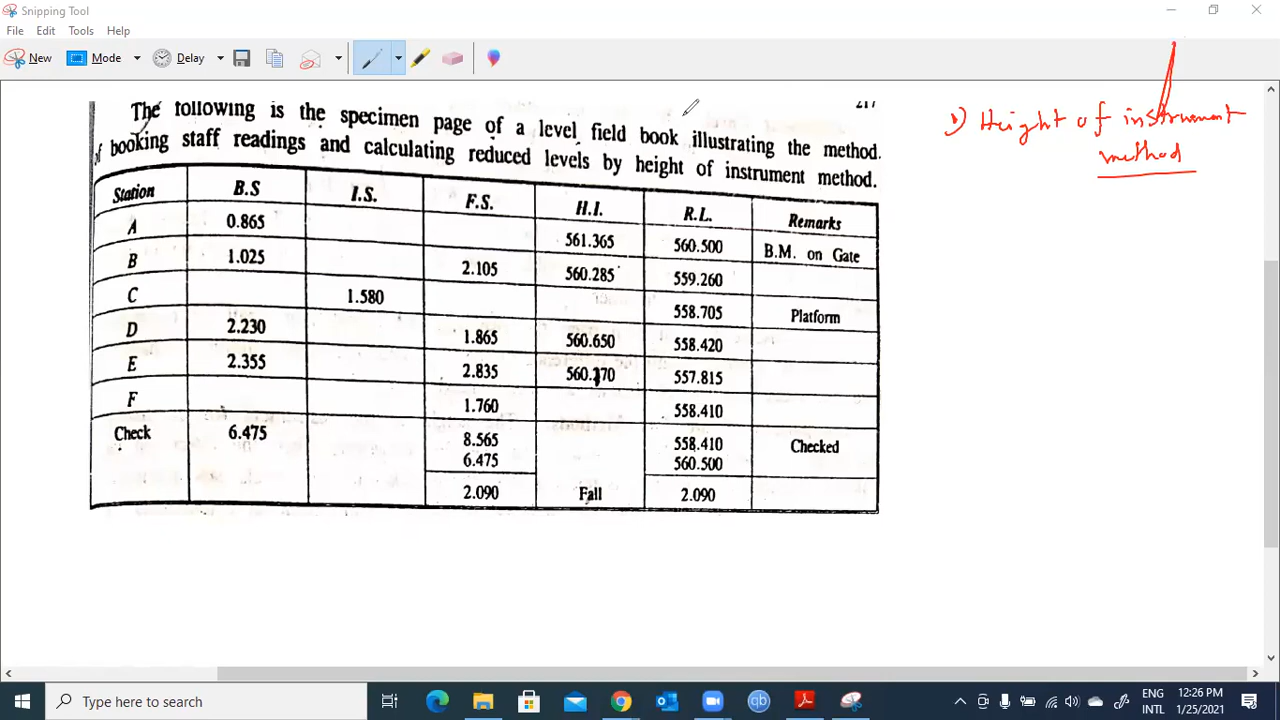 Snipping Tool
File Edit Tools Help
New Mode Delay
217
The following is the specimen page of a level field book illustrating the method.
of booking staff readings and calculating reduced levels by height of instrument method.
Station B.S I.S. F.S. H.I. R.L. Remarks
A 0.865 561.365 560.500 B.M. on Gate
B 1.025 2.105 560.285 559.260
C 1.580 558.705 Platform
D 2.230 1.865 560.650 558.420
E 2.355 2.835 560.170 557.815
F 1.760 558.410
Check 6.475 8.565 558.410 Checked
6.475 560.500
2.090 Fall 2.090
Height of instrument
method
Type here to search
ENG
INTL
12:26 PM
1/25/2021